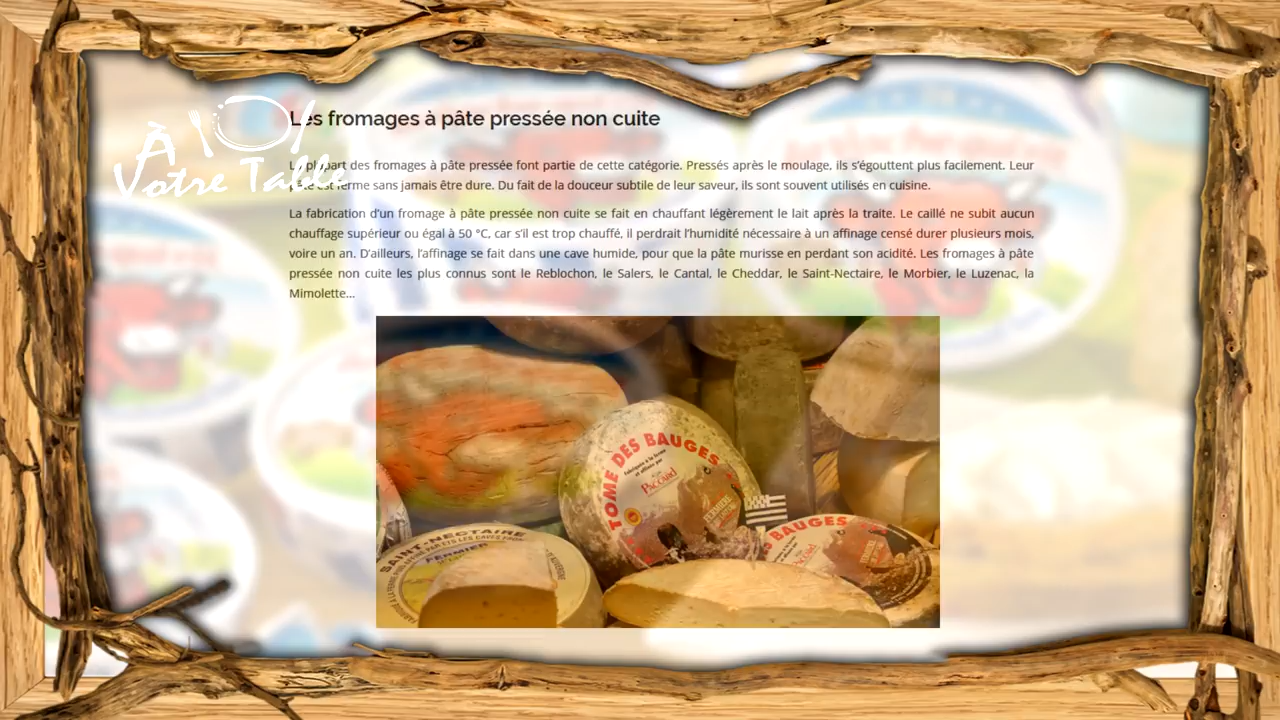 Les fromages à pâte pressée non cuite
À
Votre Table
La plupart des fromages à pâte pressée font partie de cette catégorie. Pressés après le moulage, ils s'égouttent plus facilement. Leur
est ferme sans jamais être dure. Du fait de la douceur subtile de leur saveur, ils sont souvent utilisés en cuisine.
La fabrication d'un fromage à pâte pressée non cuite se fait en chauffant légèrement le lait après la traite. Le caillé ne subit aucun
chauffage supérieur ou égal à 50 °C, car s'il est trop chauffé, il perdrait l'humidité nécessaire à un affinage censé durer plusieurs mois,
voire un an. D'ailleurs, l'affinage se fait dans une cave humide, pour que la pâte murisse en perdant son acidité. Les fromages à pâte
pressée non cuite les plus connus sont le Reblochon, le Salers, le Cantal, le Cheddar, le Saint-Nectaire, le Morbier, le Luzenac, la
Mimolette...
TOME DES BAUGES
Fabriquée à la ferme
et affinée par
PACCARD
BAUGES
SAINT-NECTAIRE
FERMIER